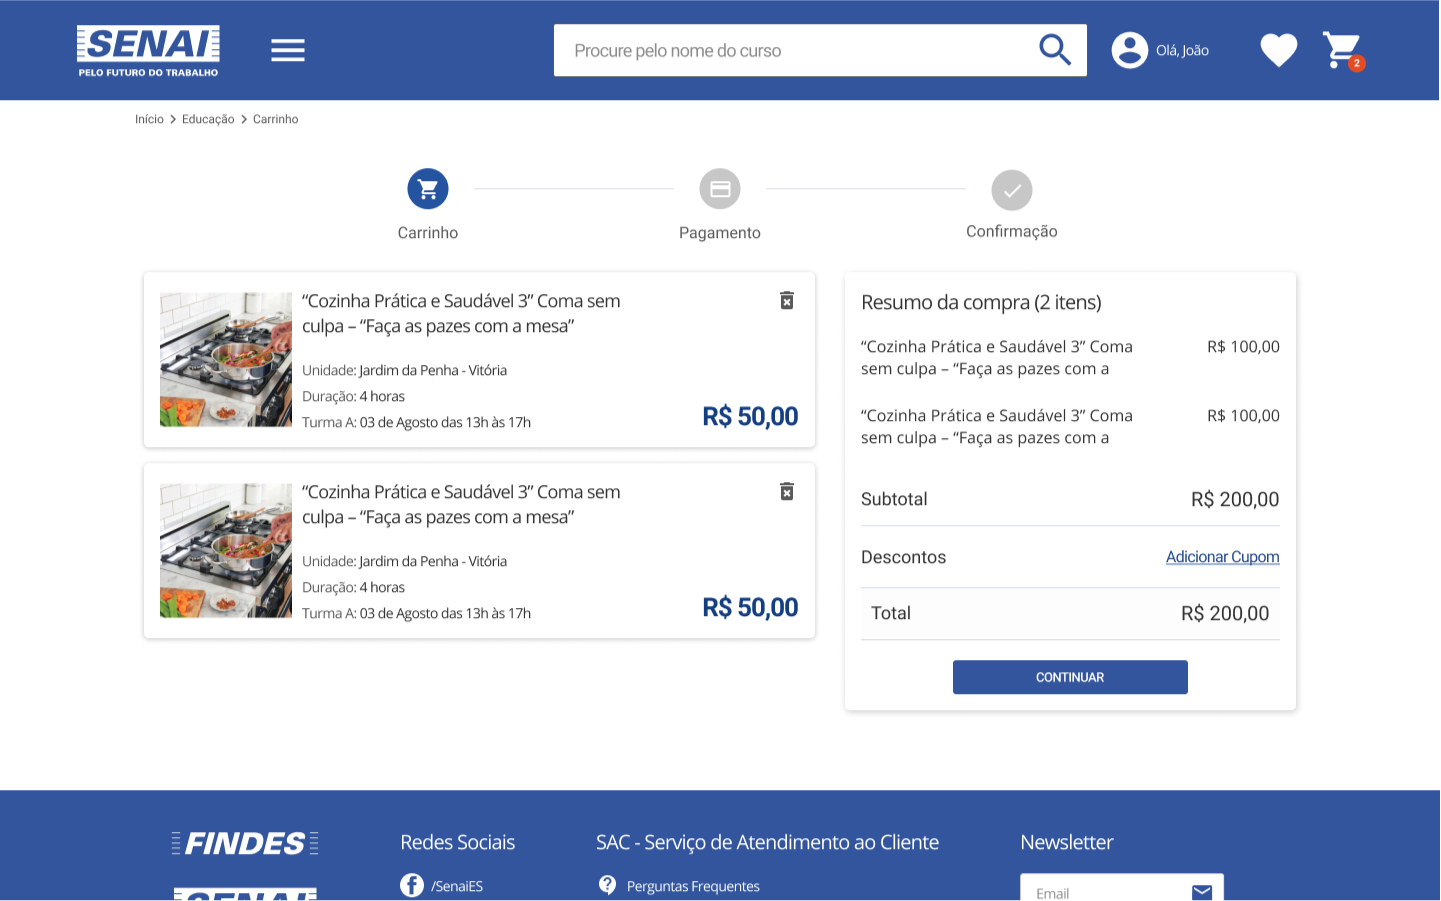 SENAI
PELO FUTURO DO TRABALHO
Procure pelo nome do curso
Olá, João
2
Início > Educação > Carrinho
Carrinho
Pagamento
Confirmação
“Cozinha Prática e Saudável 3” Coma sem
culpa – “Faça as pazes com a mesa”
Unidade: Jardim da Penha - Vitória
Duração: 4 horas
Turma A: 03 de Agosto das 13h às 17h
R$ 50,00
“Cozinha Prática e Saudável 3” Coma sem
culpa – “Faça as pazes com a mesa”
Unidade: Jardim da Penha - Vitória
Duração: 4 horas
Turma A: 03 de Agosto das 13h às 17h
R$ 50,00
Resumo da compra (2 itens)
“Cozinha Prática e Saudável 3” Coma R$ 100,00
sem culpa – “Faça as pazes com a
“Cozinha Prática e Saudável 3” Coma R$ 100,00
sem culpa – “Faça as pazes com a
Subtotal R$ 200,00
Descontos Adicionar Cupom
Total R$ 200,00
CONTINUAR
FINDES
SENAI
Redes Sociais
/SenaiES
SAC - Serviço de Atendimento ao Cliente
Perguntas Frequentes
Newsletter
Email